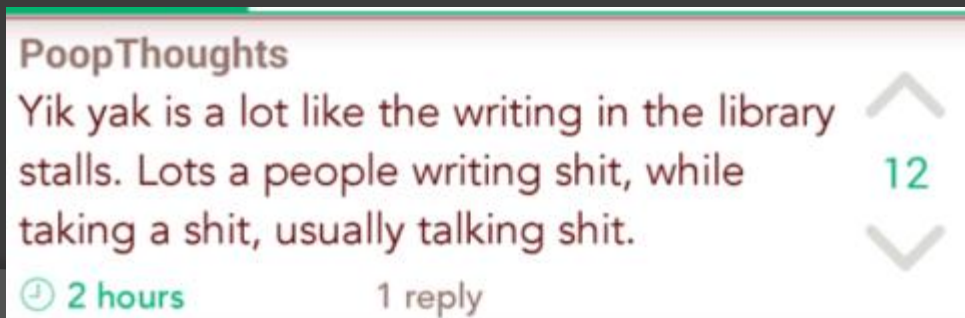 PoopThoughts
Yik yak is a lot like the writing in the library
stalls. Lots a people writing shit, while
taking a shit, usually talking shit.
12
2 hours 1 reply